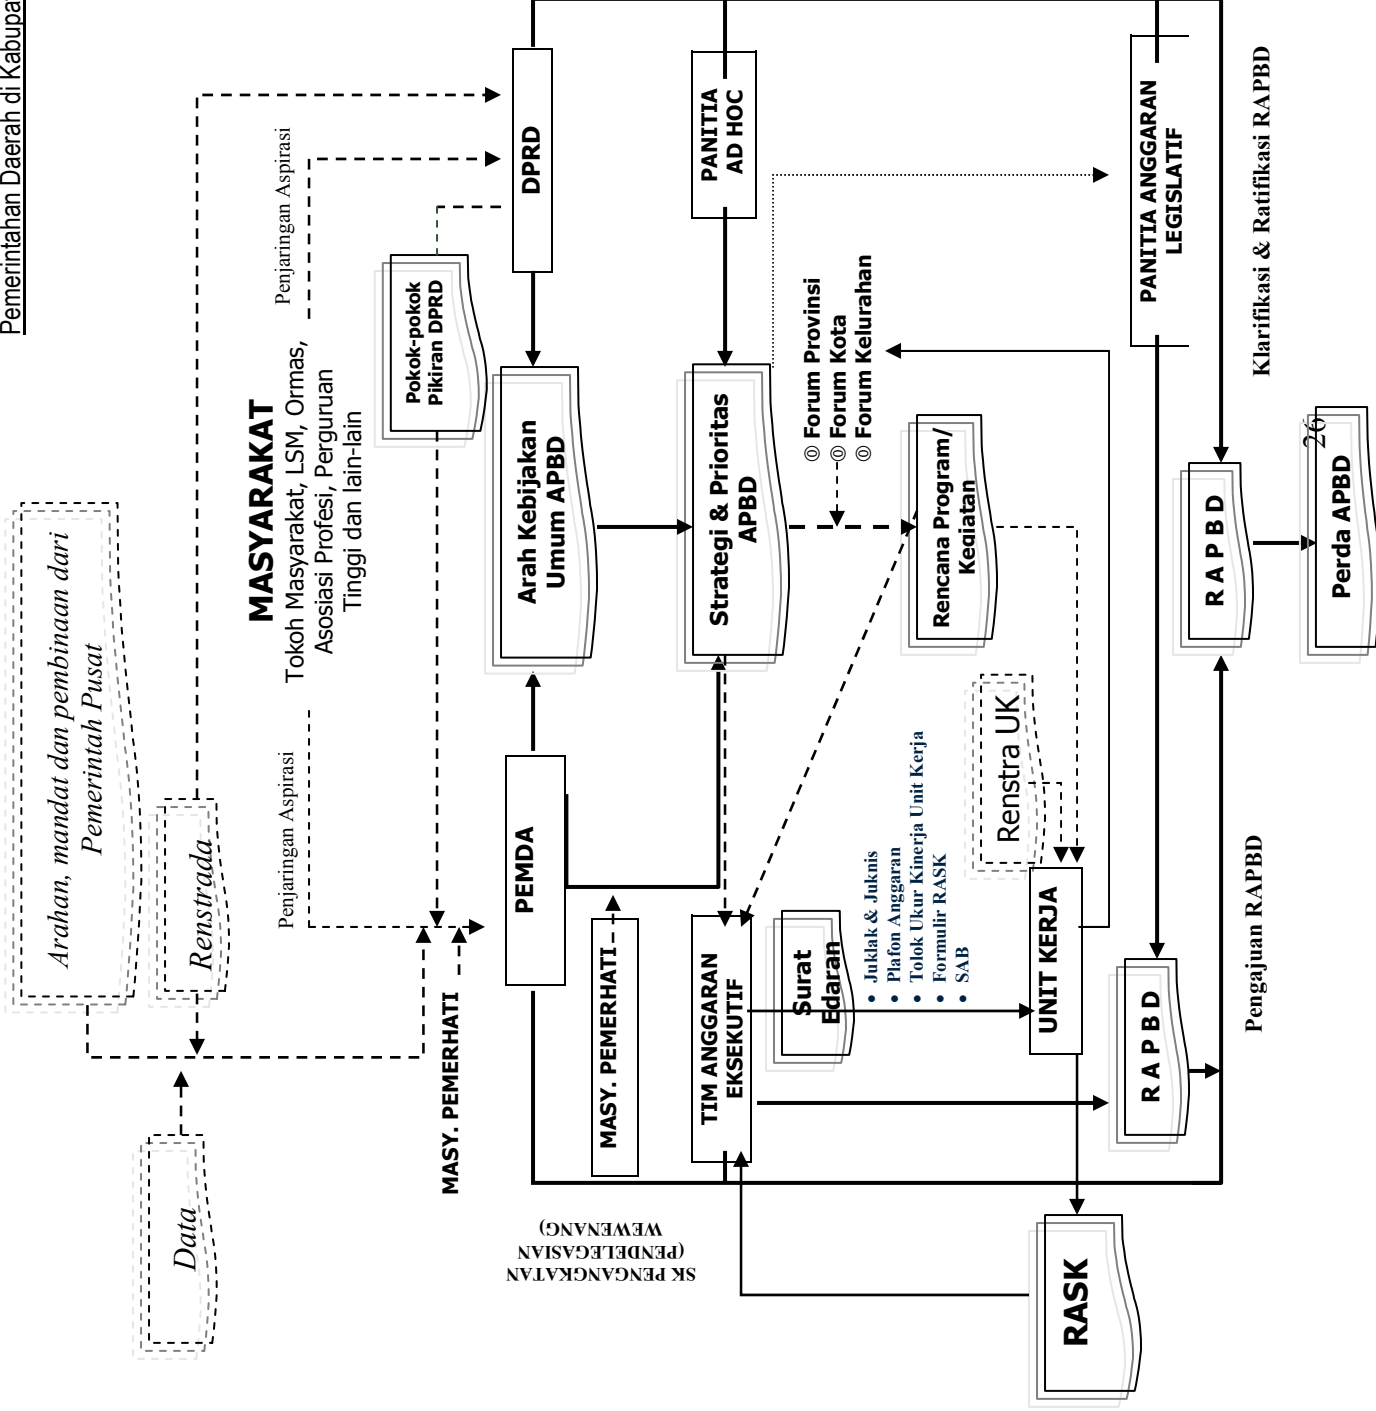 Pemerintahan Daerah di Kabupa
Arahan, mandat dan pembinaan dari
Pemerintah Pusat
Data
Renstrada
Penjaringan Aspirasi
MASYARAKAT
Tokoh Masyarakat, LSM, Ormas,
Asosiasi Profesi, Perguruan
Tinggi dan lain-lain
Penjaringan Aspirasi
Pokok-pokok
Pikiran DPRD
MASY. PEMERHATI
PEMDA
Arah Kebijakan
Umum APBD
DPRD
SK PENGANGKATAN
(PENDELEGASIAN
WEWENANG)
MASY. PEMERHATI
TIM ANGGARAN
EKSEKUTIF
Strategi & Prioritas
APBD
PANITIA
AD HOC
Surat
Edaran
• Juklak & Juknis
• Plafon Anggaran
• Tolok Ukur Kinerja Unit Kerja
• Formulir RASK
• SAB
◎ Forum Provinsi
◎ Forum Kota
◎ Forum Kelurahan
Rencana Program/
Kegiatan
Renstra UK
RASK
UNIT KERJA
PANITIA ANGGARAN
LEGISLATIF
R A P B D
R A P B D
Pengajuan RAPBD
Klarifikasi & Ratifikasi RAPBD
26
Perda APBD